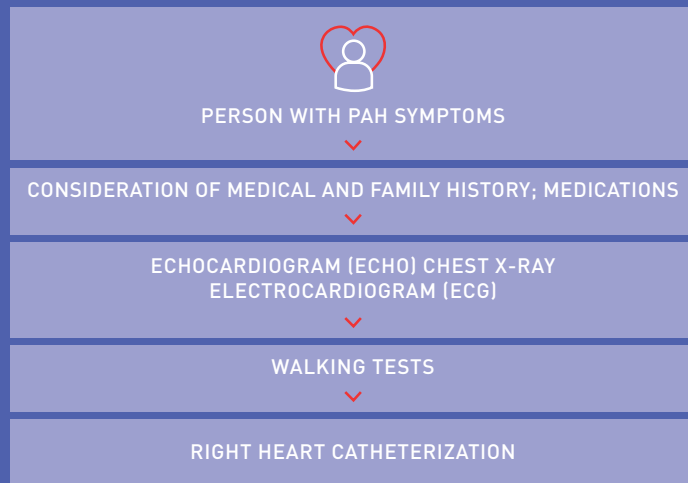 PERSON WITH PAH SYMPTOMS
CONSIDERATION OF MEDICAL AND FAMILY HISTORY; MEDICATIONS
ECHOCARDIOGRAM (ECHO) CHEST X-RAY
ELECTROCARDIOGRAM (ECG)
WALKING TESTS
RIGHT HEART CATHETERIZATION